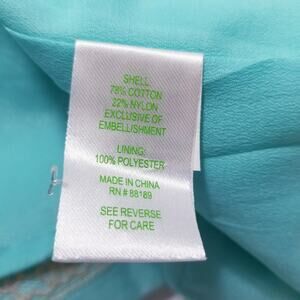 SHELL
78% COTTON
22% NYLON
EXCLUSIVE OF
EMBELLISHMENT
LINING:
100% POLYESTER
MADE IN CHINA
RN # 88189
SEE REVERSE
FOR CARE